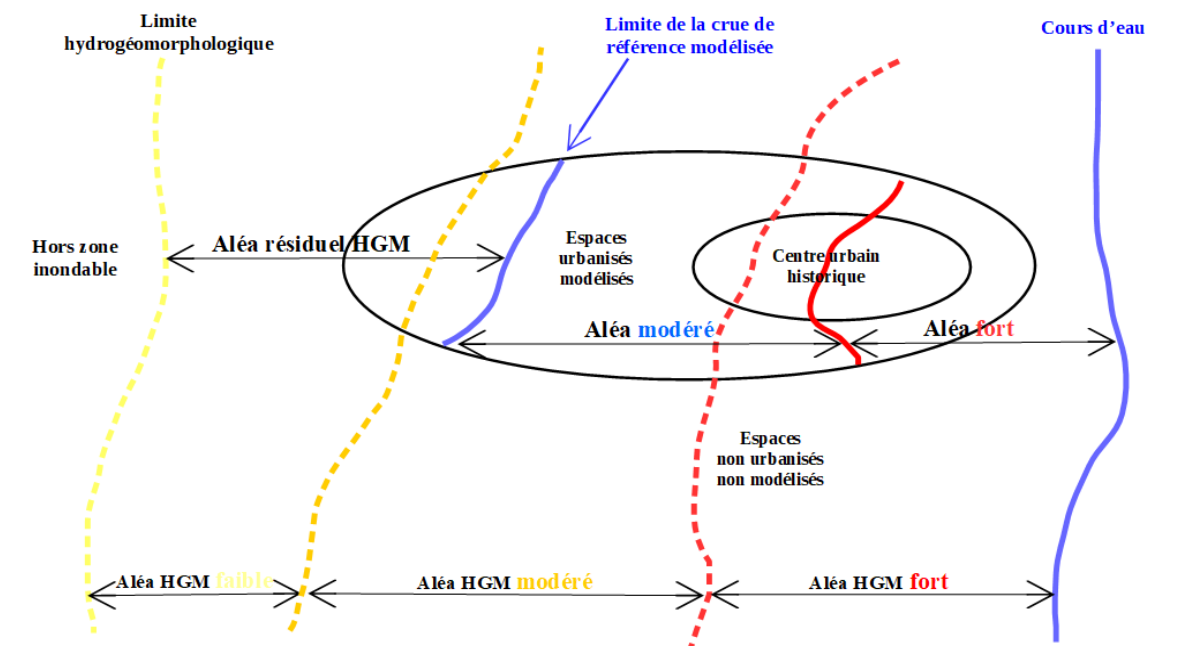 Limite
hydrogéomorphologique
Limite de la crue de
référence modélisée
Cours d'eau
Hors zone
inondable
Aléa résiduel HGM
Espaces
urbanisés
modélisés
Centre urbain
historique
Aléa modéré
Aléa fort
Espaces
non urbanisés
non modélisés
Aléa HGM faible
Aléa HGM modéré
Aléa HGM fort